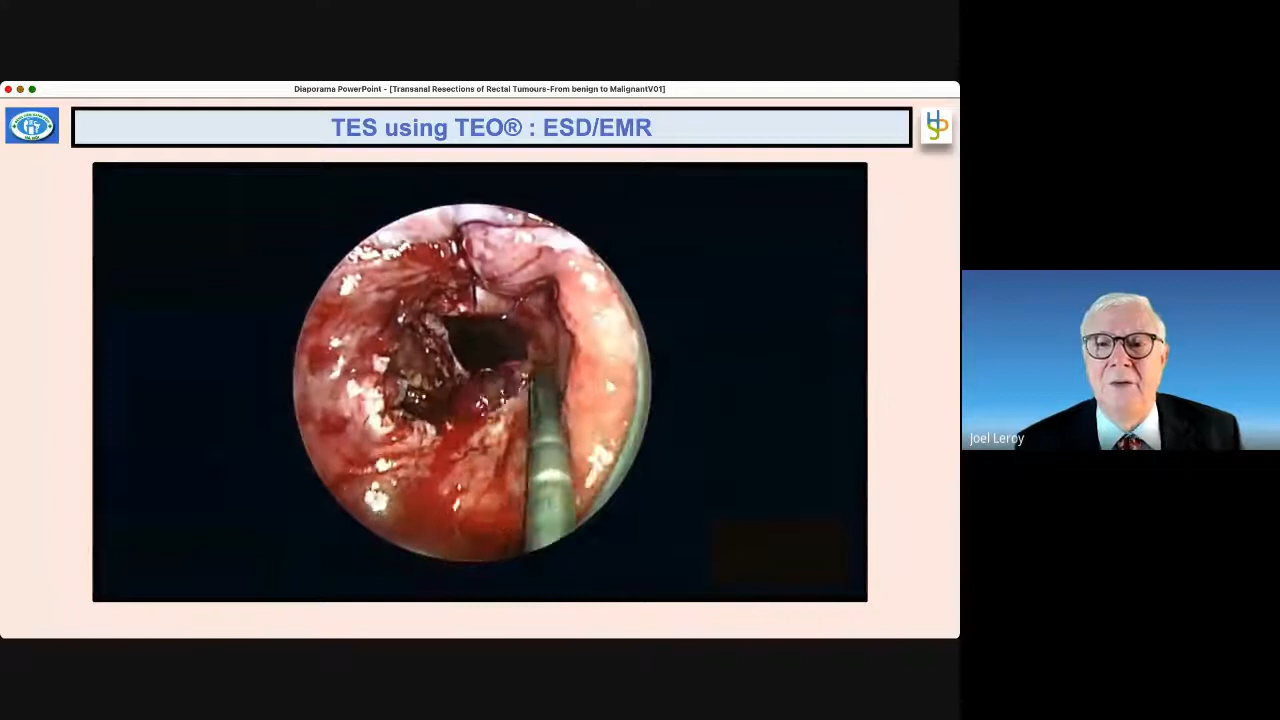 Diaporama PowerPoint - [Transanal Resections of Rectal Tumours-From benign to MalignantV01]
TES using TEO® : ESD/EMR
Joel Leroy